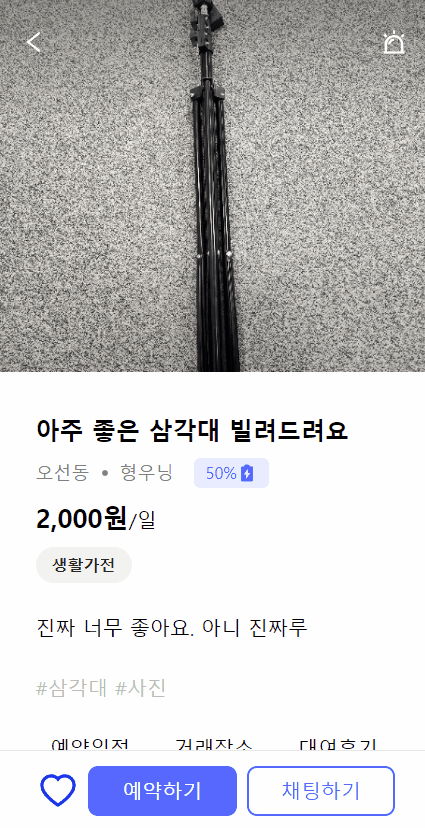 아주 좋은 삼각대 빌려드려요
오선동 • 형우닝 50%
2,000원/일
생활가전
진짜 너무 좋아요. 아니 진짜루
#삼각대 #사진
예약일정 거래장소 대여후기
예약하기 채팅하기